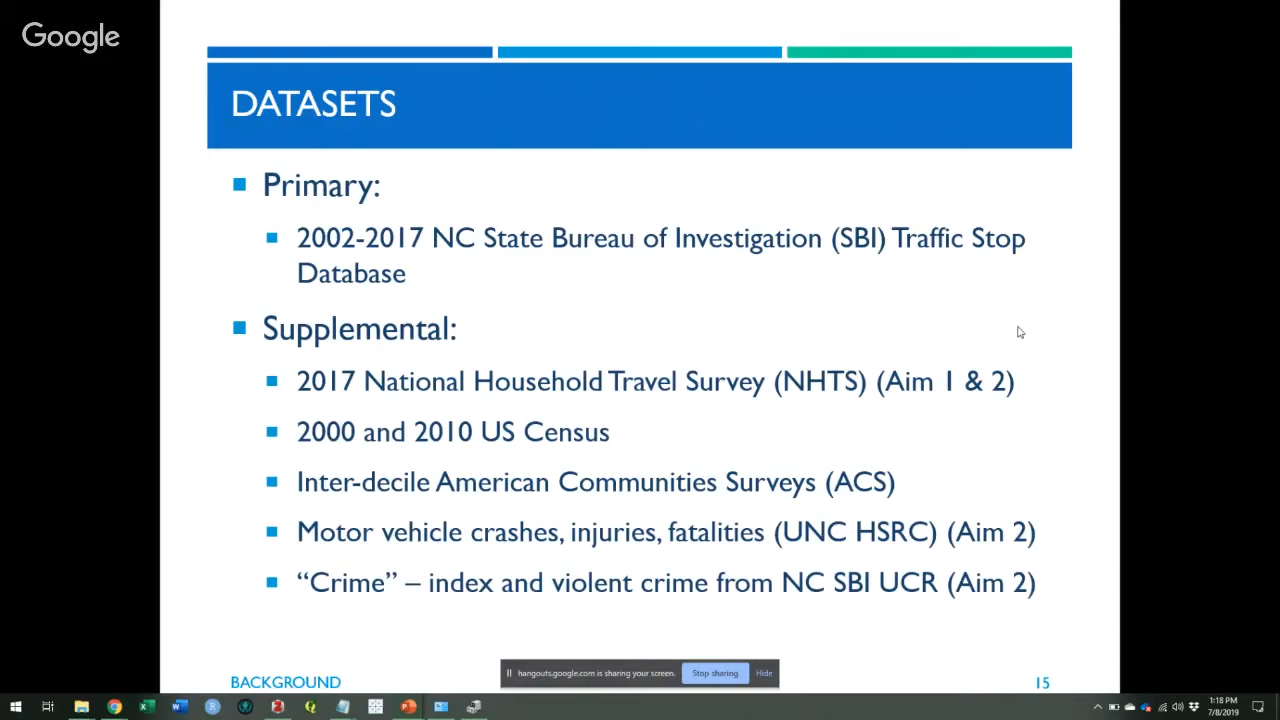 Google
DATASETS
Primary:
2002-2017 NC State Bureau of Investigation (SBI) Traffic Stop
Database
Supplemental:
2017 National Household Travel Survey (NHTS) (Aim 1 & 2)
2000 and 2010 US Census
Inter-decile American Communities Surveys (ACS)
Motor vehicle crashes, injuries, fatalities (UNC HSRC) (Aim 2)
“Crime” – index and violent crime from NC SBI UCR (Aim 2)
hangouts.google.com is sharing your screen.
Stop sharing
Hide
BACKGROUND
15
1:18 PM
7/8/2019